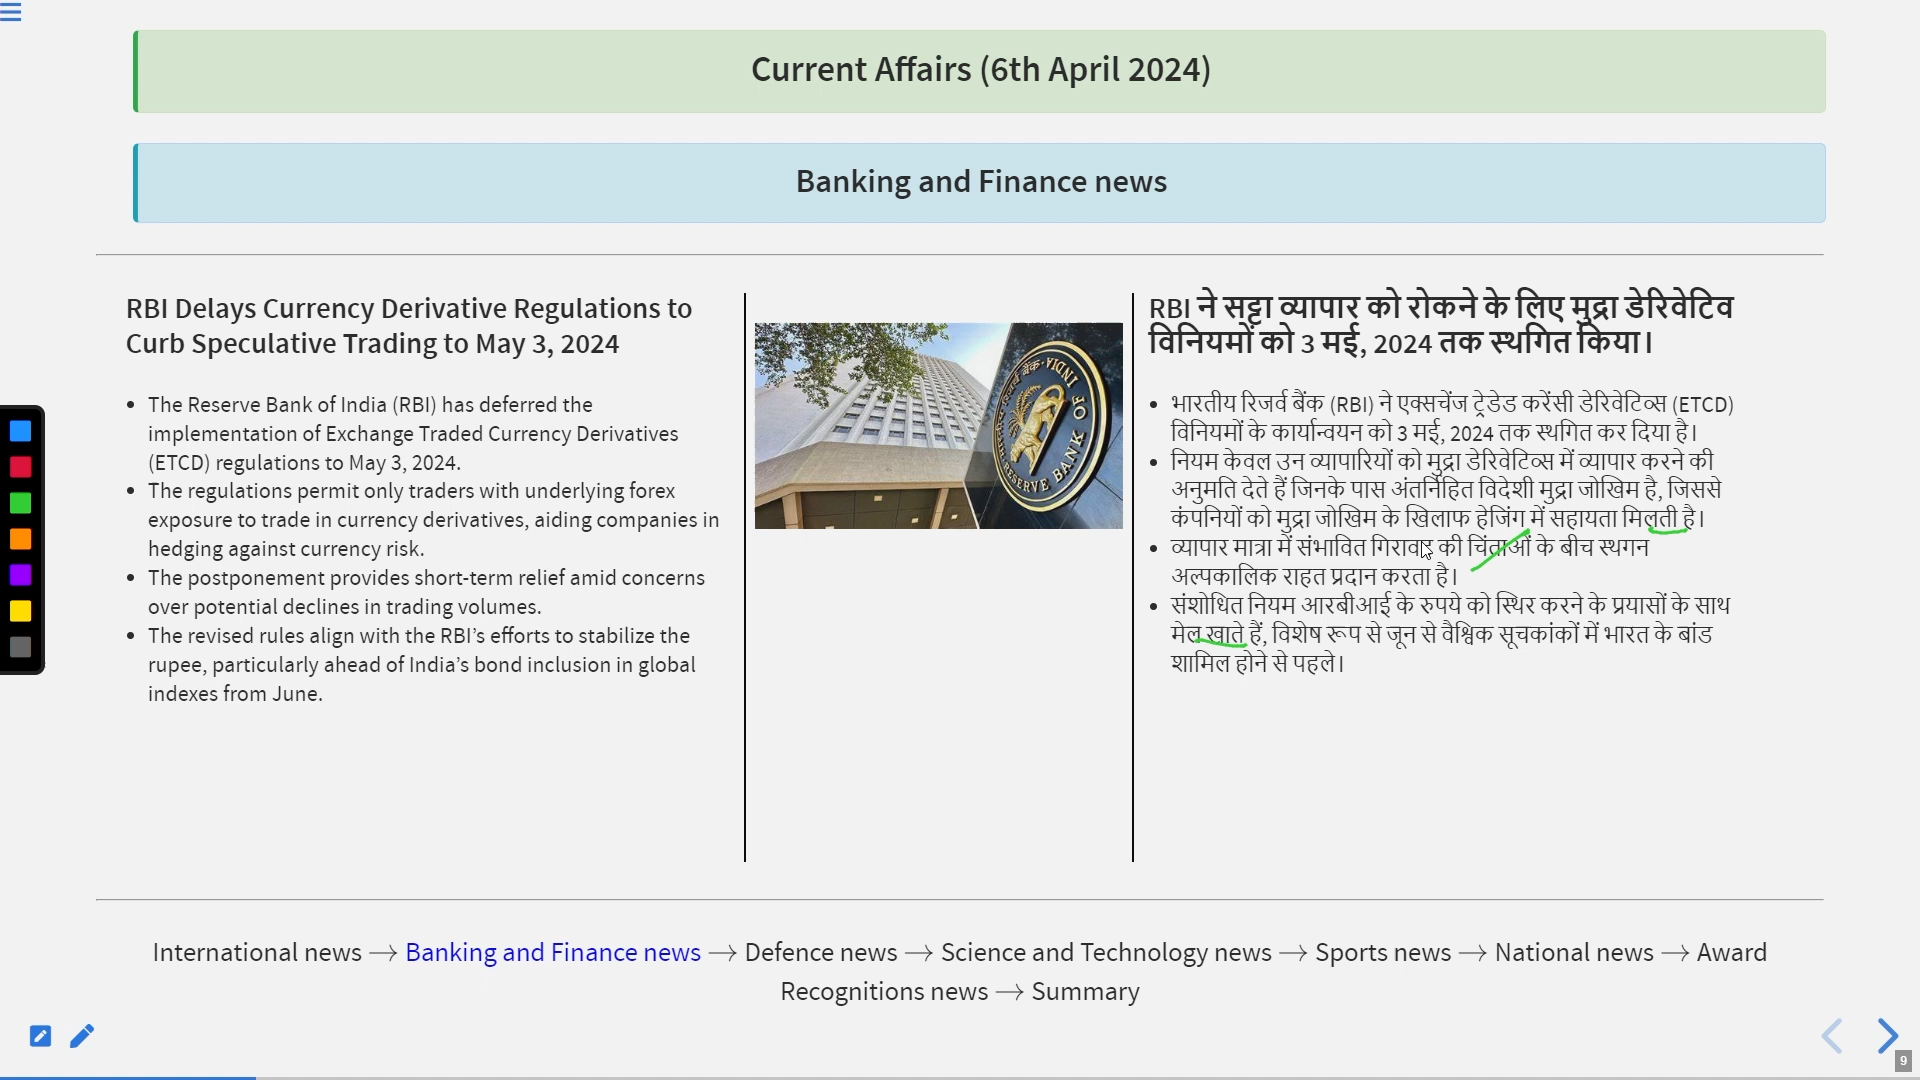 Current Affairs (6th April 2024)
Banking and Finance news
RBI Delays Currency Derivative Regulations to
Curb Speculative Trading to May 3, 2024
• The Reserve Bank of India (RBI) has deferred the
implementation of Exchange Traded Currency Derivatives
(ETCD) regulations to May 3, 2024.
• The regulations permit only traders with underlying forex
exposure to trade in currency derivatives, aiding companies in
hedging against currency risk.
• The postponement provides short-term relief amid concerns
over potential declines in trading volumes.
• The revised rules align with the RBI’s efforts to stabilize the
rupee, particularly ahead of India’s bond inclusion in global
indexes from June.
RESERVE BANK OF INDIA
RBI ने सट्टा व्यापार को रोकने के लिए मुद्रा डेरिवेटिव
विनियमों को 3 मई, 2024 तक स्थगित किया।
• भारतीय रिजर्व बैंक (RBI) ने एक्सचेंज ट्रेडेड करेंसी डेरिवेटिव्स (ETCD)
विनियमों के कार्यान्वयन को 3 मई, 2024 तक स्थगित कर दिया है।
• नियम केवल उन व्यापारियों को मुद्रा डेरिवेटिव्स में व्यापार करने की
अनुमति देते हैं जिनके पास अंतर्निहित विदेशी मुद्रा जोखिम है, जिससे
कंपनियों को मुद्रा जोखिम के खिलाफ हेजिंग में सहायता मिलती है।
• व्यापार मात्रा में संभावित गिरावट की चिंताओं के बीच स्थगन
अल्पकालिक राहत प्रदान करता है।
• संशोधित नियम आरबीआई के रुपये को स्थिर करने के प्रयासों के साथ
मेल खाते हैं, विशेष रूप से जून से वैश्विक सूचकांकों में भारत के बांड
शामिल होने से पहले।
International news → Banking and Finance news → Defence news → Science and Technology news → Sports news → National news → Award
Recognitions news → Summary
9